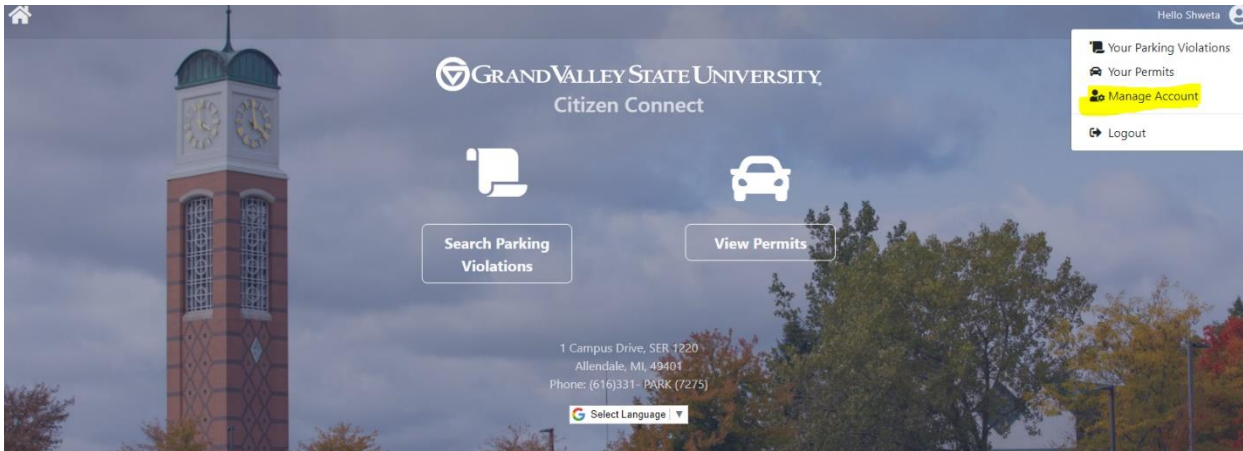 Hello Shweta
Your Parking Violations
Your Permits
Manage Account
Logout
GRAND VALLEY STATE UNIVERSITY
Citizen Connect
Search Parking
Violations
View Permits
1 Campus Drive, SER 1220
Allendale, MI, 49401
Phone: (616)331- PARK (7275)
G Select Language ▼